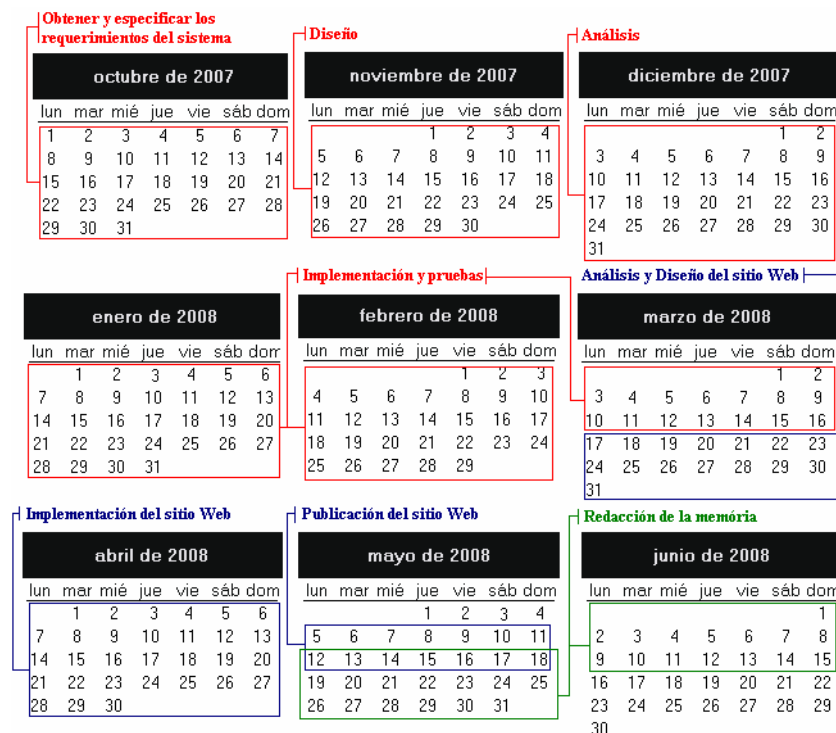 Obtener y especificar los
requerimientos del sistema
Diseño
Análisis
octubre de 2007
noviembre de 2007
diciembre de 2007
lun mar mié jue vie sáb dom
1 2 3 4 5 6 7
8 9 10 11 12 13 14
15 16 17 18 19 20 21
22 23 24 25 26 27 28
29 30 31
lun mar mié jue vie sáb dom
1 2 3 4
5 6 7 8 9 10 11
12 13 14 15 16 17 18
19 20 21 22 23 24 25
26 27 28 29 30
lun mar mié jue vie sáb dom
1 2
3 4 5 6 7 8 9
10 11 12 13 14 15 16
17 18 19 20 21 22 23
24 25 26 27 28 29 30
31
Implementación y pruebas
Análisis y Diseño del sitio Web
enero de 2008
febrero de 2008
marzo de 2008
lun mar mié jue vie sáb dom
1 2 3 4 5 6
7 8 9 10 11 12 13
14 15 16 17 18 19 20
21 22 23 24 25 26 27
28 29 30 31
lun mar mié jue vie sáb dom
1 2 3
4 5 6 7 8 9 10
11 12 13 14 15 16 17
18 19 20 21 22 23 24
25 26 27 28 29
lun mar mié jue vie sáb dom
1 2
3 4 5 6 7 8 9
10 11 12 13 14 15 16
17 18 19 20 21 22 23
24 25 26 27 28 29 30
31
Implementación del sitio Web
Publicación del sitio Web
Redacción de la memória
abril de 2008
mayo de 2008
junio de 2008
lun mar mié jue vie sáb dom
1 2 3 4 5 6
7 8 9 10 11 12 13
14 15 16 17 18 19 20
21 22 23 24 25 26 27
28 29 30
lun mar mié jue vie sáb dom
1 2 3 4
5 6 7 8 9 10 11
12 13 14 15 16 17 18
19 20 21 22 23 24 25
26 27 28 29 30 31
lun mar mié jue vie sáb dom
1
2 3 4 5 6 7 8
9 10 11 12 13 14 15
16 17 18 19 20 21 22
23 24 25 26 27 28 29
30